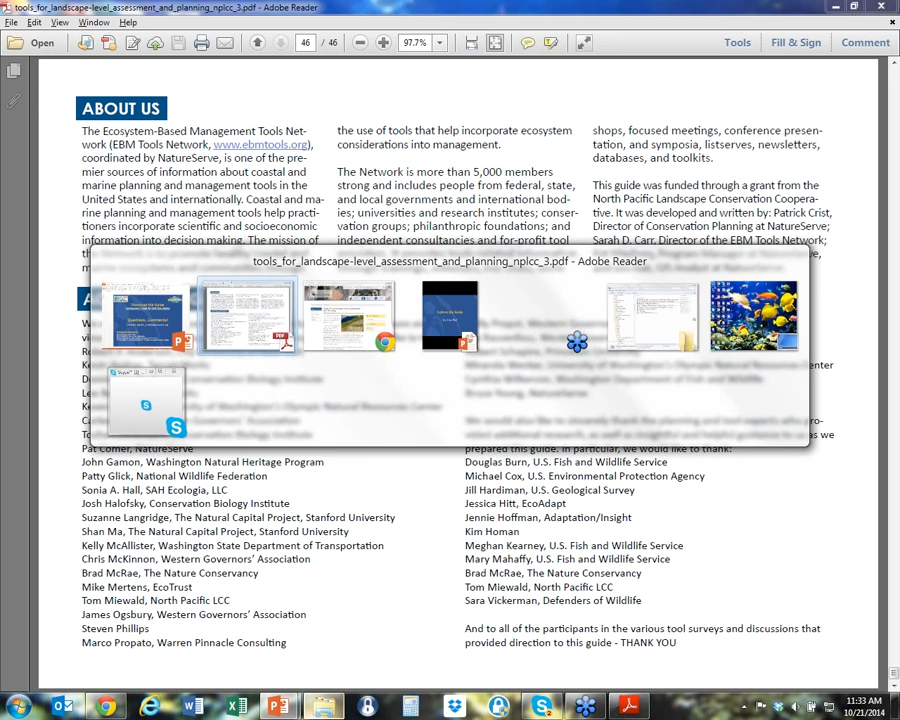 tools_for_landscape-level_assessment_and_planning_nplcc_3.pdf - Adobe Reader
File Edit View Window Help
Open 46 / 46 97.7% Tools Fill & Sign Comment
ABOUT US
The Ecosystem-Based Management Tools Net-
work (EBM Tools Network, www.ebmtools.org),
coordinated by NatureServe, is one of the pre-
mier sources of information about coastal and
marine planning and management tools in the
United States and internationally. Coastal and ma-
rine planning and management tools help practi-
tioners incorporate scientific and socioeconomic
information into decision making. The mission of
the use of tools that help incorporate ecosystem
considerations into management.
The Network is more than 5,000 members
strong and includes people from federal, state,
and local governments and international bod-
ies; universities and research institutes; conser-
vation groups; philanthropic foundations; and
independent consultancies and for-profit tool
shops, focused meetings, conference presen-
tation, and symposia, listserves, newsletters,
databases, and toolkits.
This guide was funded through a grant from the
North Pacific Landscape Conservation Coopera-
tive. It was developed and written by: Patrick Crist,
Director of Conservation Planning at NatureServe;
Sarah D. Carr, Director of the EBM Tools Network;
tools_for_landscape-level_assessment_and_planning_nplcc_3.pdf - Adobe Reader
Pat Comer, NatureServe
John Gamon, Washington Natural Heritage Program
Patty Glick, National Wildlife Federation
Sonia A. Hall, SAH Ecologia, LLC
Josh Halofsky, Conservation Biology Institute
Suzanne Langridge, The Natural Capital Project, Stanford University
Shan Ma, The Natural Capital Project, Stanford University
Kelly McAllister, Washington State Department of Transportation
Chris McKinnon, Western Governors' Association
Brad McRae, The Nature Conservancy
Mike Mertens, EcoTrust
Tom Miewald, North Pacific LCC
James Ogsbury, Western Governors' Association
Steven Phillips
Marco Propato, Warren Pinnacle Consulting
prepared this guide. In particular, we would like to thank:
Douglas Burn, U.S. Fish and Wildlife Service
Michael Cox, U.S. Environmental Protection Agency
Jill Hardiman, U.S. Geological Survey
Jessica Hitt, EcoAdapt
Jennie Hoffman, Adaptation/Insight
Kim Homan
Meghan Kearney, U.S. Fish and Wildlife Service
Mary Mahaffy, U.S. Fish and Wildlife Service
Brad McRae, The Nature Conservancy
Tom Miewald, North Pacific LCC
Sara Vickerman, Defenders of Wildlife
And to all of the participants in the various tool surveys and discussions that
provided direction to this guide - THANK YOU
11:33 AM
10/21/2014